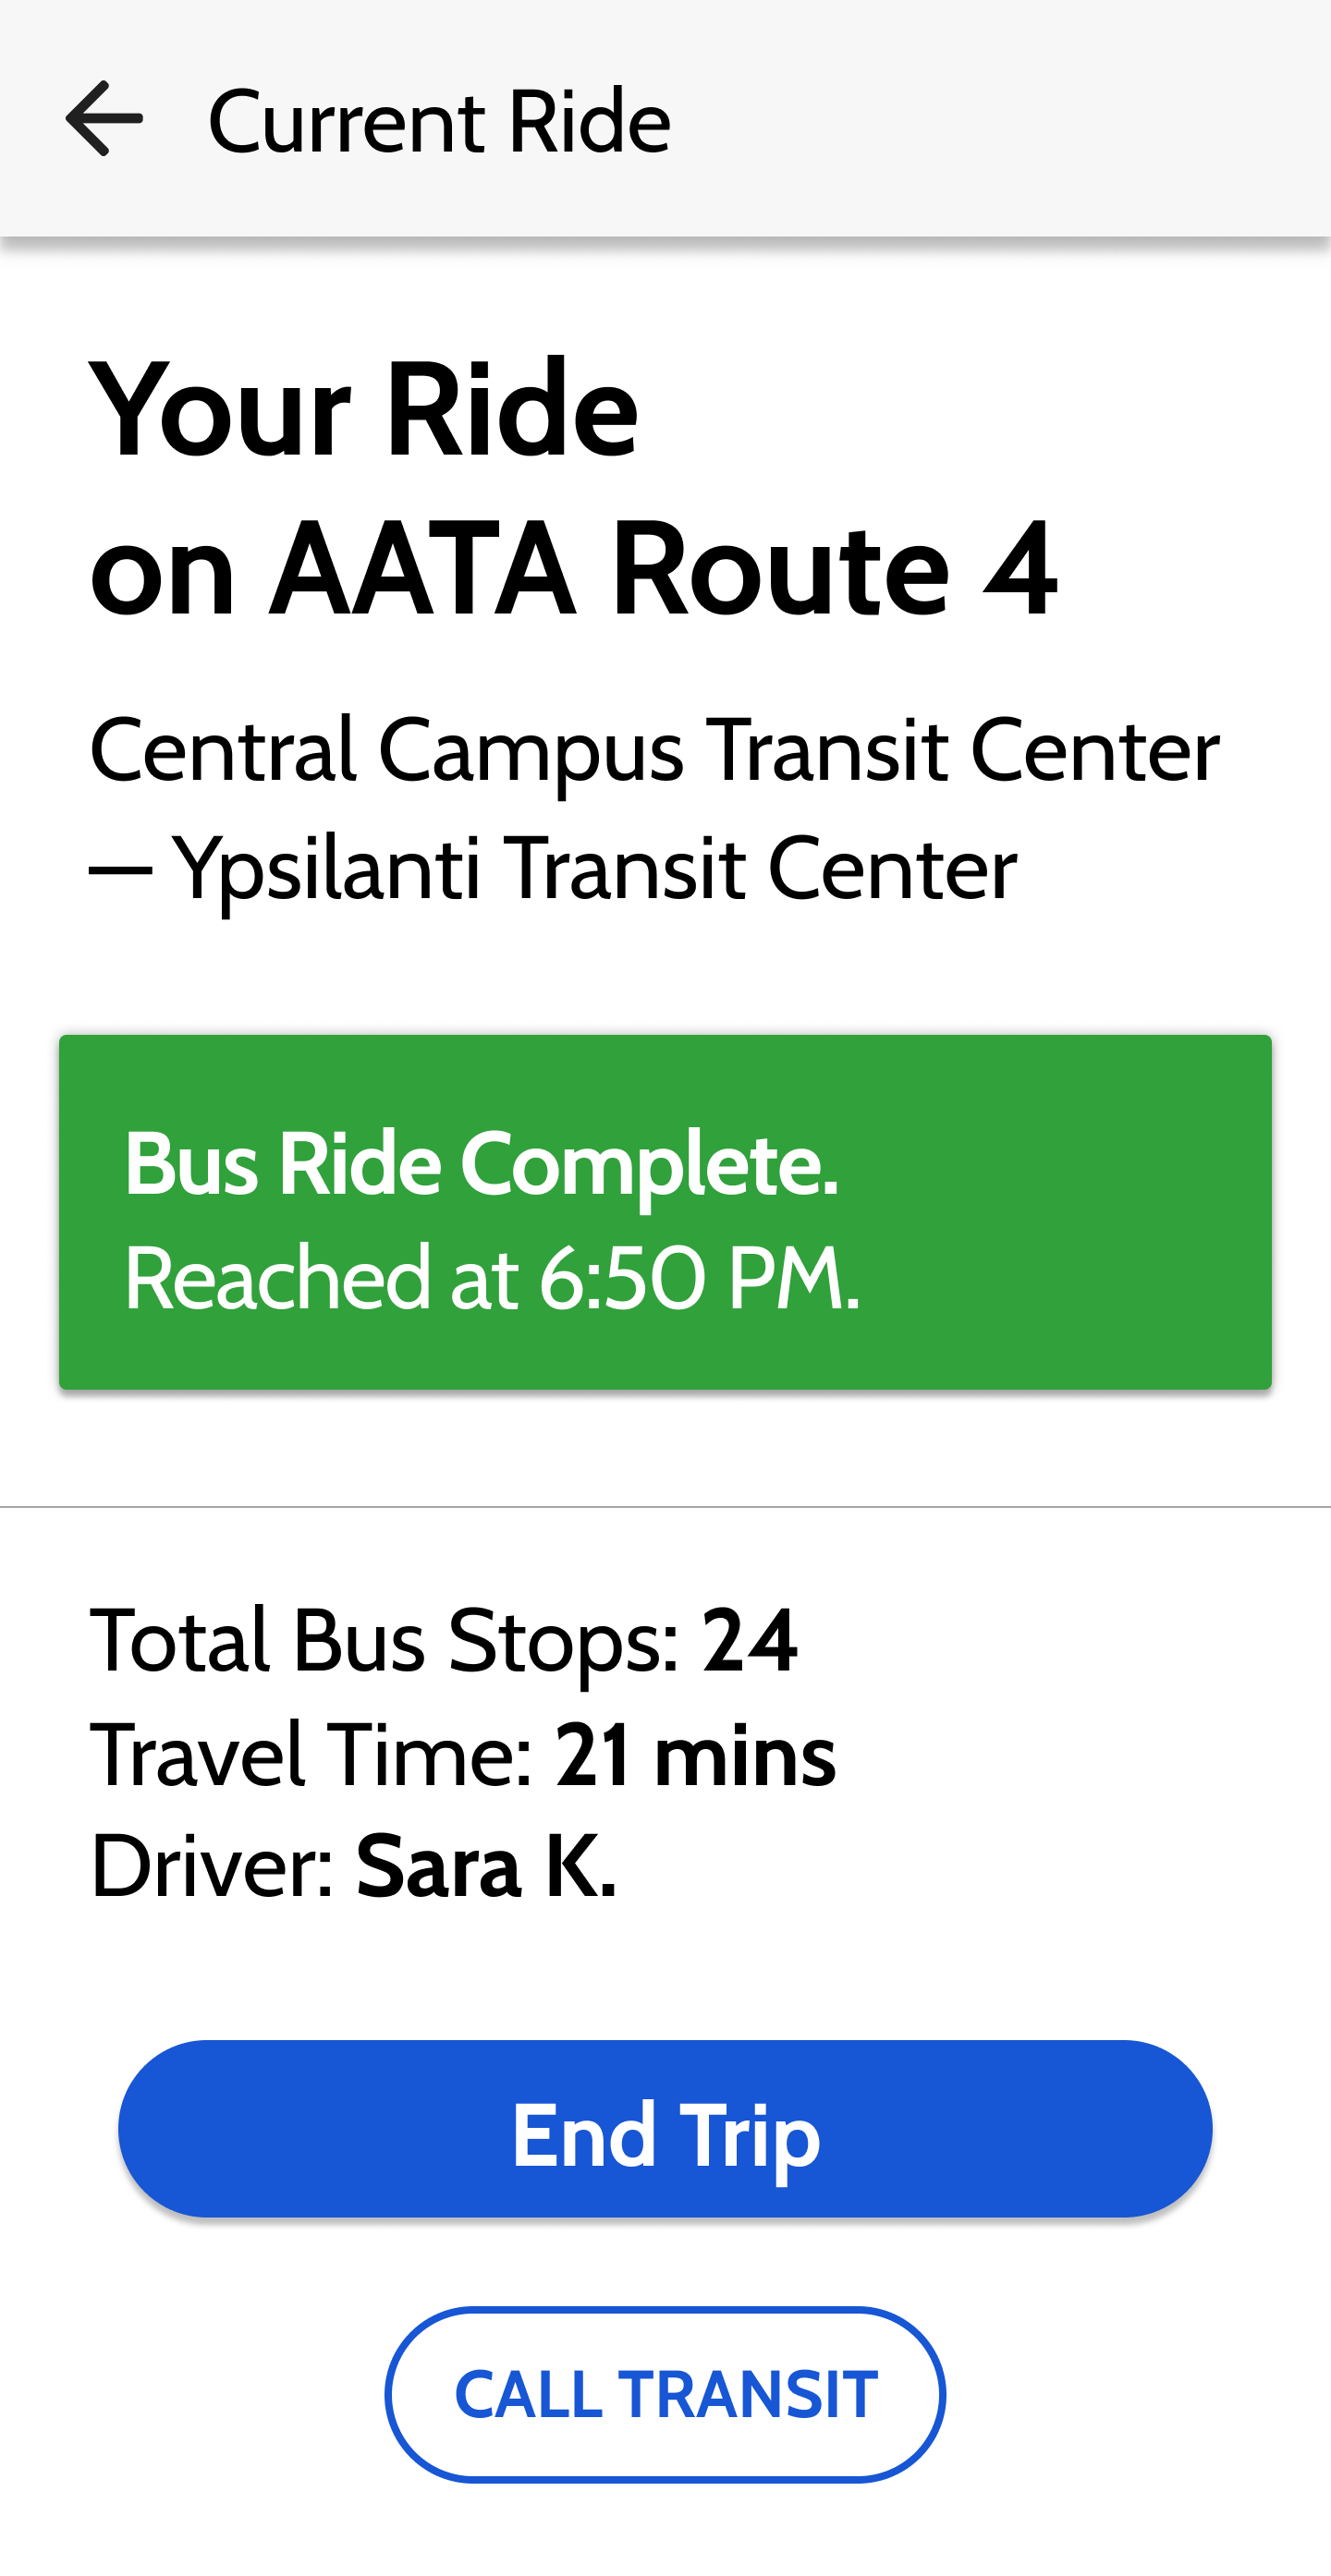 Current Ride
Your Ride
on AATA Route 4
Central Campus Transit Center
— Ypsilanti Transit Center
Bus Ride Complete.
Reached at 6:50 PM.
Total Bus Stops: 24
Travel Time: 21 mins
Driver: Sara K.
End Trip
CALL TRANSIT